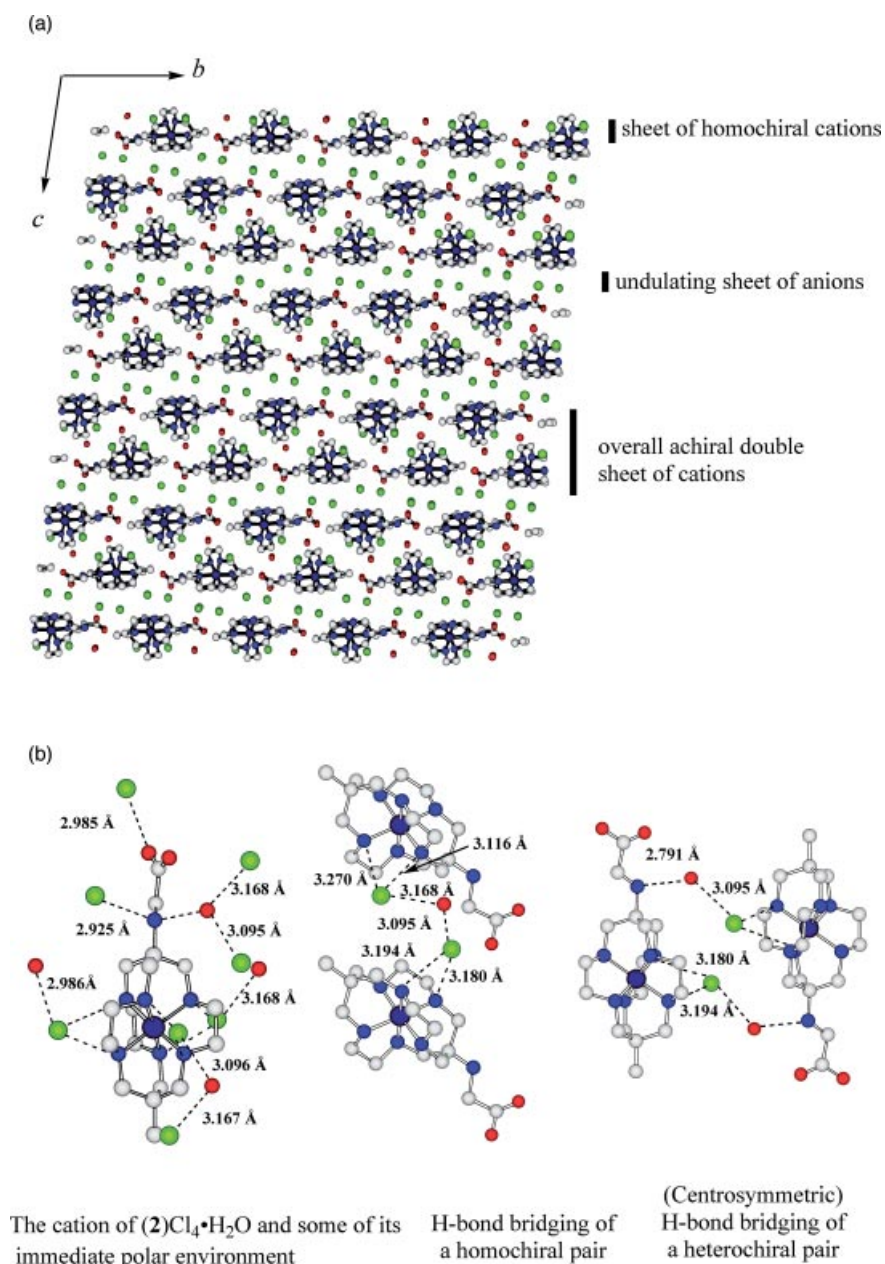 (a)
b
c
sheet of homochiral cations
undulating sheet of anions
overall achiral double
sheet of cations
(b)
2.985 Å
3.168 Å
2.925 Å
3.095 Å
2.986Å
3.168 Å
3.096 Å
3.167 Å
3.116 Å
3.270 Å
3.168 Å
3.095 Å
3.194 Å
3.180 Å
2.791 Å
3.095 Å
3.180 Å
3.194 Å
The cation of (2)Cl₄•H₂O and some of its
immediate polar environment
H-bond bridging of
a homochiral pair
(Centrosymmetric)
H-bond bridging of
a heterochiral pair